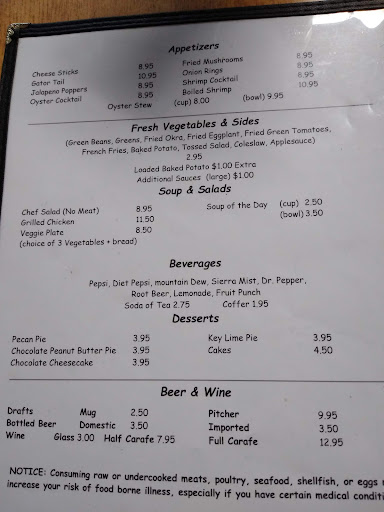 Appetizers
Cheese Sticks 8.95 Fried Mushrooms 8.95
Gator Tail 10.95 Onion Rings 8.95
Jalapeno Poppers 8.95 Shrimp Cocktail 8.95
Oyster Cocktail 8.95 Boiled Shrimp 10.95
Oyster Stew (cup) 8.00 (bowl) 9.95
Fresh Vegetables & Sides
(Green Beans, Greens, Fried Okra, Fried Eggplant, Fried Green Tomatoes,
French Fries, Baked Potato, Tossed Salad, Coleslaw, Applesauce)
2.95
Loaded Baked Potato $1.00 Extra
Additional Sauces (large) $1.00
Soup & Salads
Chef Salad (No Meat) 8.95 Soup of the Day (cup) 2.50
Grilled Chicken 11.50 (bowl) 3.50
Veggie Plate 8.50
(choice of 3 Vegetables + bread)
Beverages
Pepsi, Diet Pepsi, mountain Dew, Sierra Mist, Dr. Pepper,
Root Beer, Lemonade, Fruit Punch
Soda of Tea 2.75 Coffer 1.95
Desserts
Pecan Pie 3.95 Key Lime Pie 3.95
Chocolate Peanut Butter Pie 3.95 Cakes 4.50
Chocolate Cheesecake 3.95
Beer & Wine
Drafts Mug 2.50 Pitcher 9.95
Bottled Beer Domestic 3.50 Imported 3.50
Wine Glass 3.00 Half Carafe 7.95 Full Carafe 12.95
NOTICE: Consuming raw or undercooked meats, poultry, seafood, shellfish, or eggs
increase your risk of food borne illness, especially if you have certain medical conditi